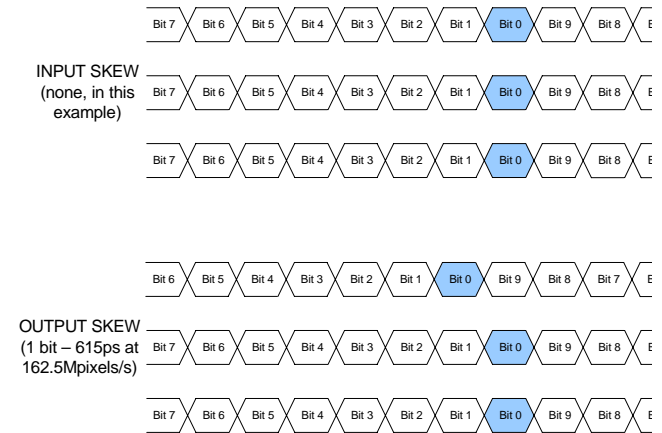 Bit 7 Bit 6 Bit 5 Bit 4 Bit 3 Bit 2 Bit 1 Bit 0 Bit 9 Bit 8
INPUT SKEW
(none, in this
example)
Bit 7 Bit 6 Bit 5 Bit 4 Bit 3 Bit 2 Bit 1 Bit 0 Bit 9 Bit 8
Bit 7 Bit 6 Bit 5 Bit 4 Bit 3 Bit 2 Bit 1 Bit 0 Bit 9 Bit 8
Bit 6 Bit 5 Bit 4 Bit 3 Bit 2 Bit 1 Bit 0 Bit 9 Bit 8 Bit 7
OUTPUT SKEW
(1 bit – 615ps at
162.5Mpixels/s)
Bit 7 Bit 6 Bit 5 Bit 4 Bit 3 Bit 2 Bit 1 Bit 0 Bit 9 Bit 8
Bit 7 Bit 6 Bit 5 Bit 4 Bit 3 Bit 2 Bit 1 Bit 0 Bit 9 Bit 8